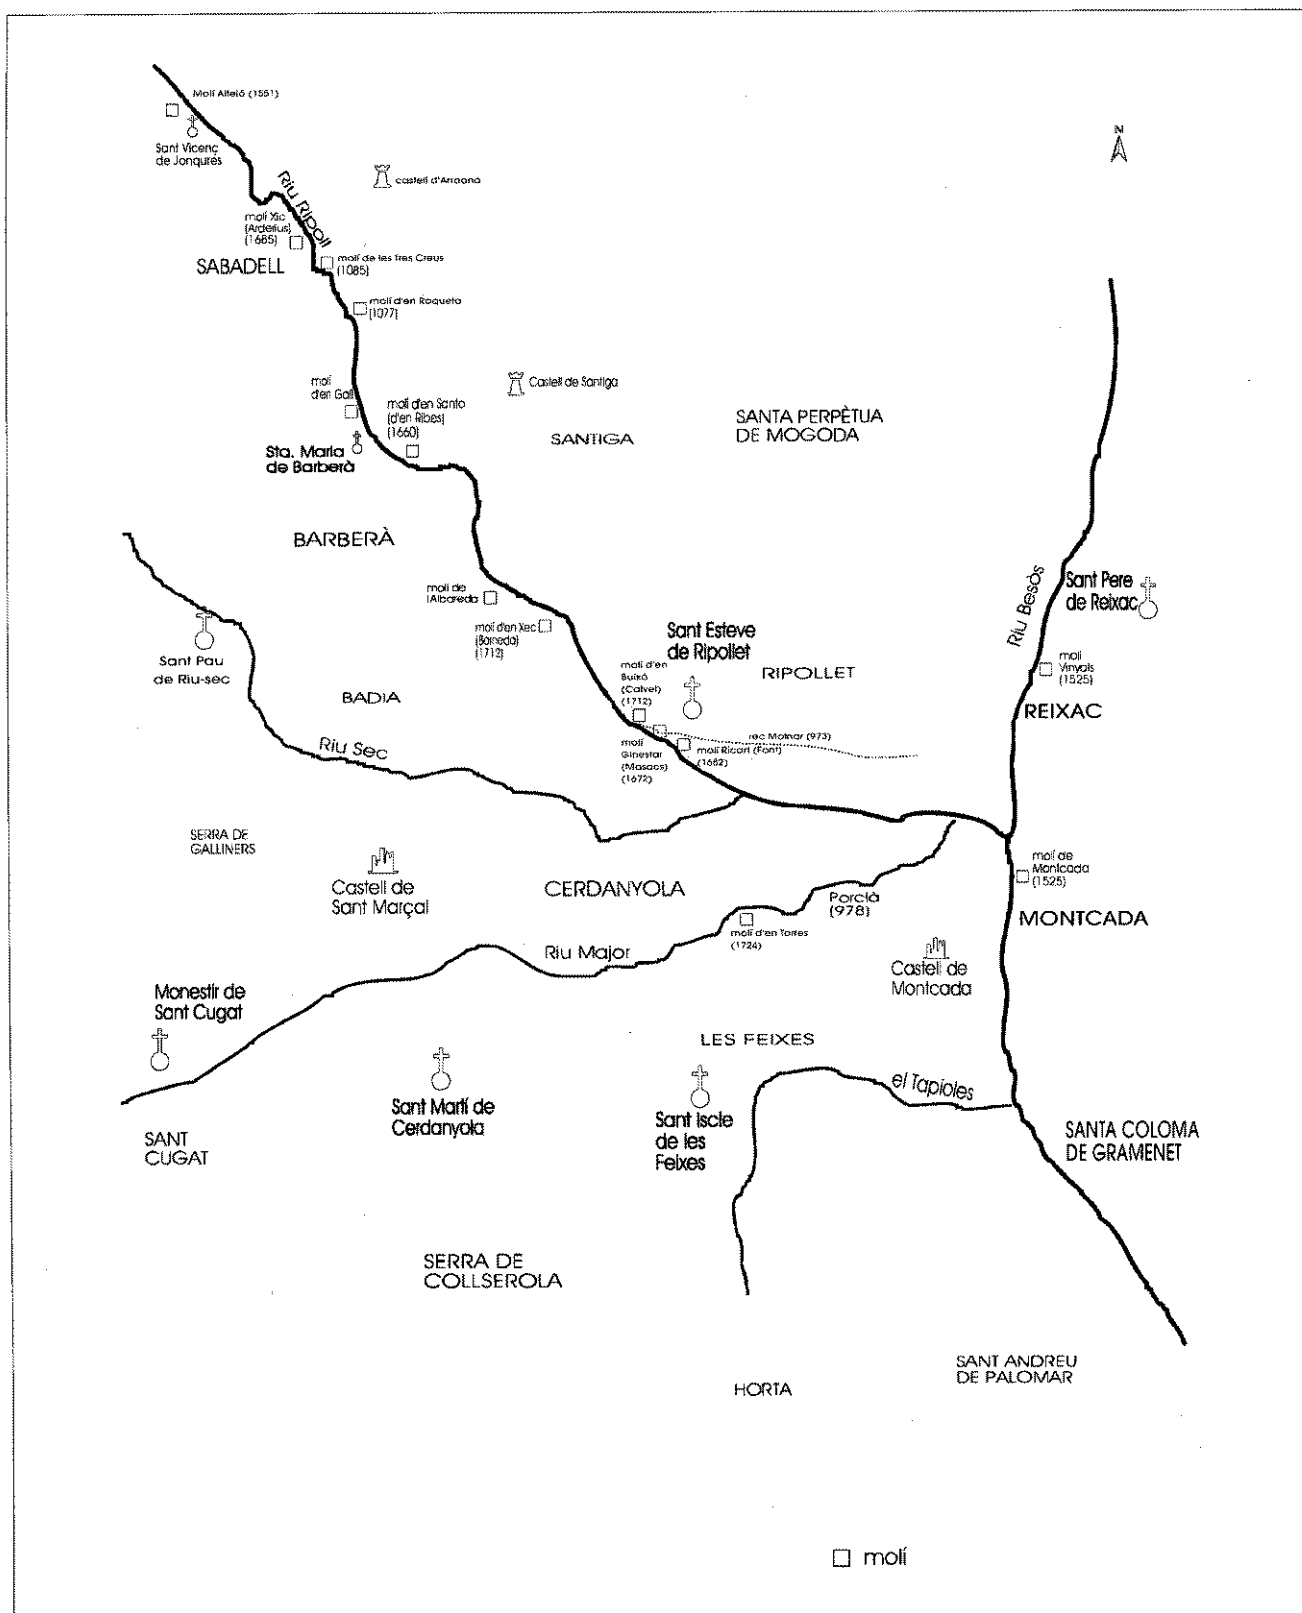 Molí Alteió (1551)
Sant Vicenç
de Jonqures
N
castell d'Arraona
Riu Ripoll
molí Xic
(Arderius)
(1685)
SABADELL
molí de les Tres Creus
(1085)
molí d'en Roqueta
(1077)
molí
d'en Gall
Castell de Santiga
molí d'en Santo
(d'en Ribes)
(1660)
SANTA PERPÈTUA
DE MOGODA
SANTIGA
Sta. Maria
de Barberà
BARBERÀ
molí de
l'Albareda
Riu Besòs
Sant Pere
de Reixac
molí d'en Xec
(Barneda)
(1712)
Sant Esteve
de Ripollet
Sant Pau
de Riu-sec
molí d'en
Buixó
(Calvet)
(1712)
RIPOLLET
molí
Vinyals
(1525)
BADIA
REIXAC
Riu Sec
rec Molnar (973)
molí
Ginestar
(Masacs)
(1672)
molí Ricart (Font)
(1682)
SERRA DE
GALLINERS
Castell de
Sant Marçal
CERDANYOLA
molí de
Montcada
(1525)
Porcià
(978)
MONTCADA
molí d'en Torres
(1724)
Riu Major
Castell de
Montcada
Monestir de
Sant Cugat
LES FEIXES
el Tapioles
Sant Martí de
Cerdanyola
Sant Iscle
de les
Feixes
SANT
CUGAT
SANTA COLOMA
DE GRAMENET
SERRA DE
COLLSEROLA
SANT ANDREU
DE PALOMAR
HORTA
molí